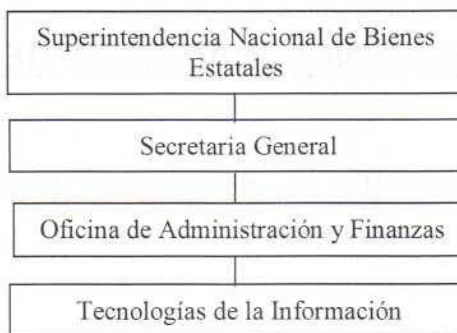 Superintendencia Nacional de Bienes
Estatales
Secretaria General
Oficina de Administración y Finanzas
Tecnologías de la Información